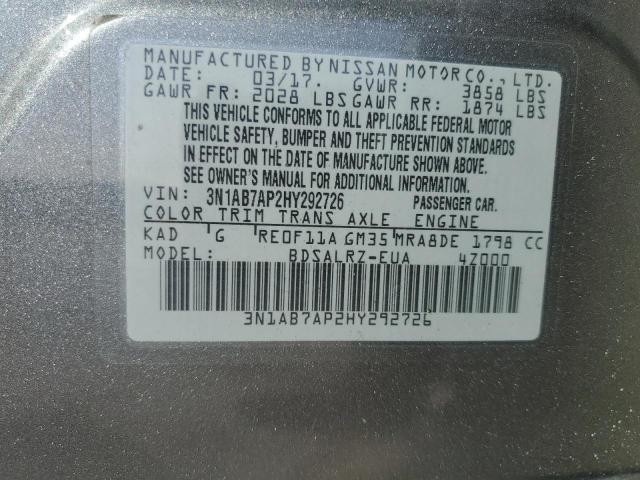 MANUFACTURED BY NISSAN MOTOR CO., LTD.
DATE: 03/17. GVWR: 3858 LBS
GAWR FR: 2028 LBS GAWR RR: 1874 LBS
THIS VEHICLE CONFORMS TO ALL APPLICABLE FEDERAL MOTOR
VEHICLE SAFETY, BUMPER AND THEFT PREVENTION STANDARDS
IN EFFECT ON THE DATE OF MANUFACTURE SHOWN ABOVE.
SEE OWNER'S MANUAL FOR ADDITIONAL INFORMATION.
VIN: 3N1AB7AP2HY292726 PASSENGER CAR.
COLOR TRIM TRANS AXLE ENGINE
KAD G RE0F11A GM35 MRA8DE 1798 CC
MODEL: BDSALRZ-EUA 4Z000
3N1AB7AP2HY292726